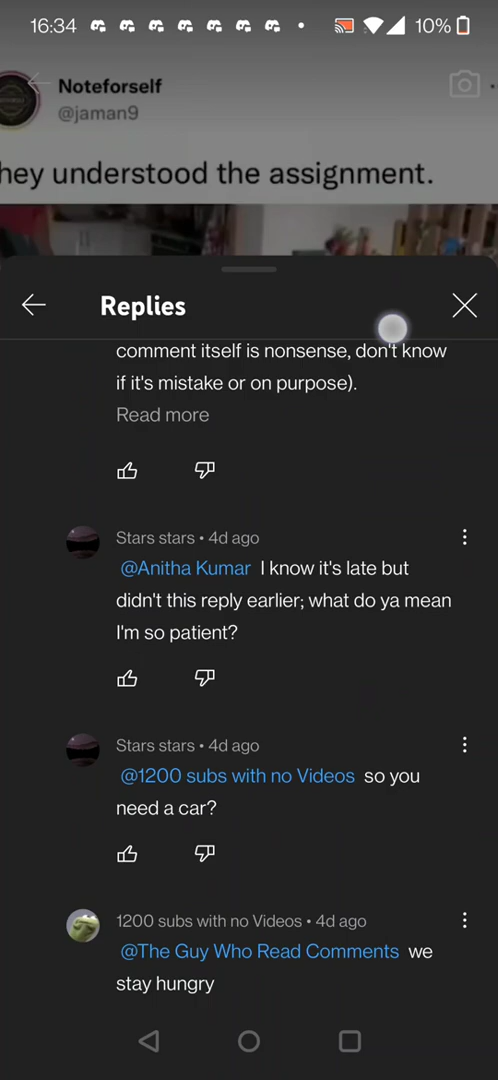 16:34
10%
Noteforself
@jaman9
hey understood the assignment.
Replies
comment itself is nonsense, don't know
if it's mistake or on purpose).
Read more
Stars stars • 4d ago
@Anitha Kumar I know it's late but
didn't this reply earlier; what do ya mean
I'm so patient?
Stars stars • 4d ago
@1200 subs with no Videos so you
need a car?
1200 subs with no Videos • 4d ago
@The Guy Who Read Comments we
stay hungry